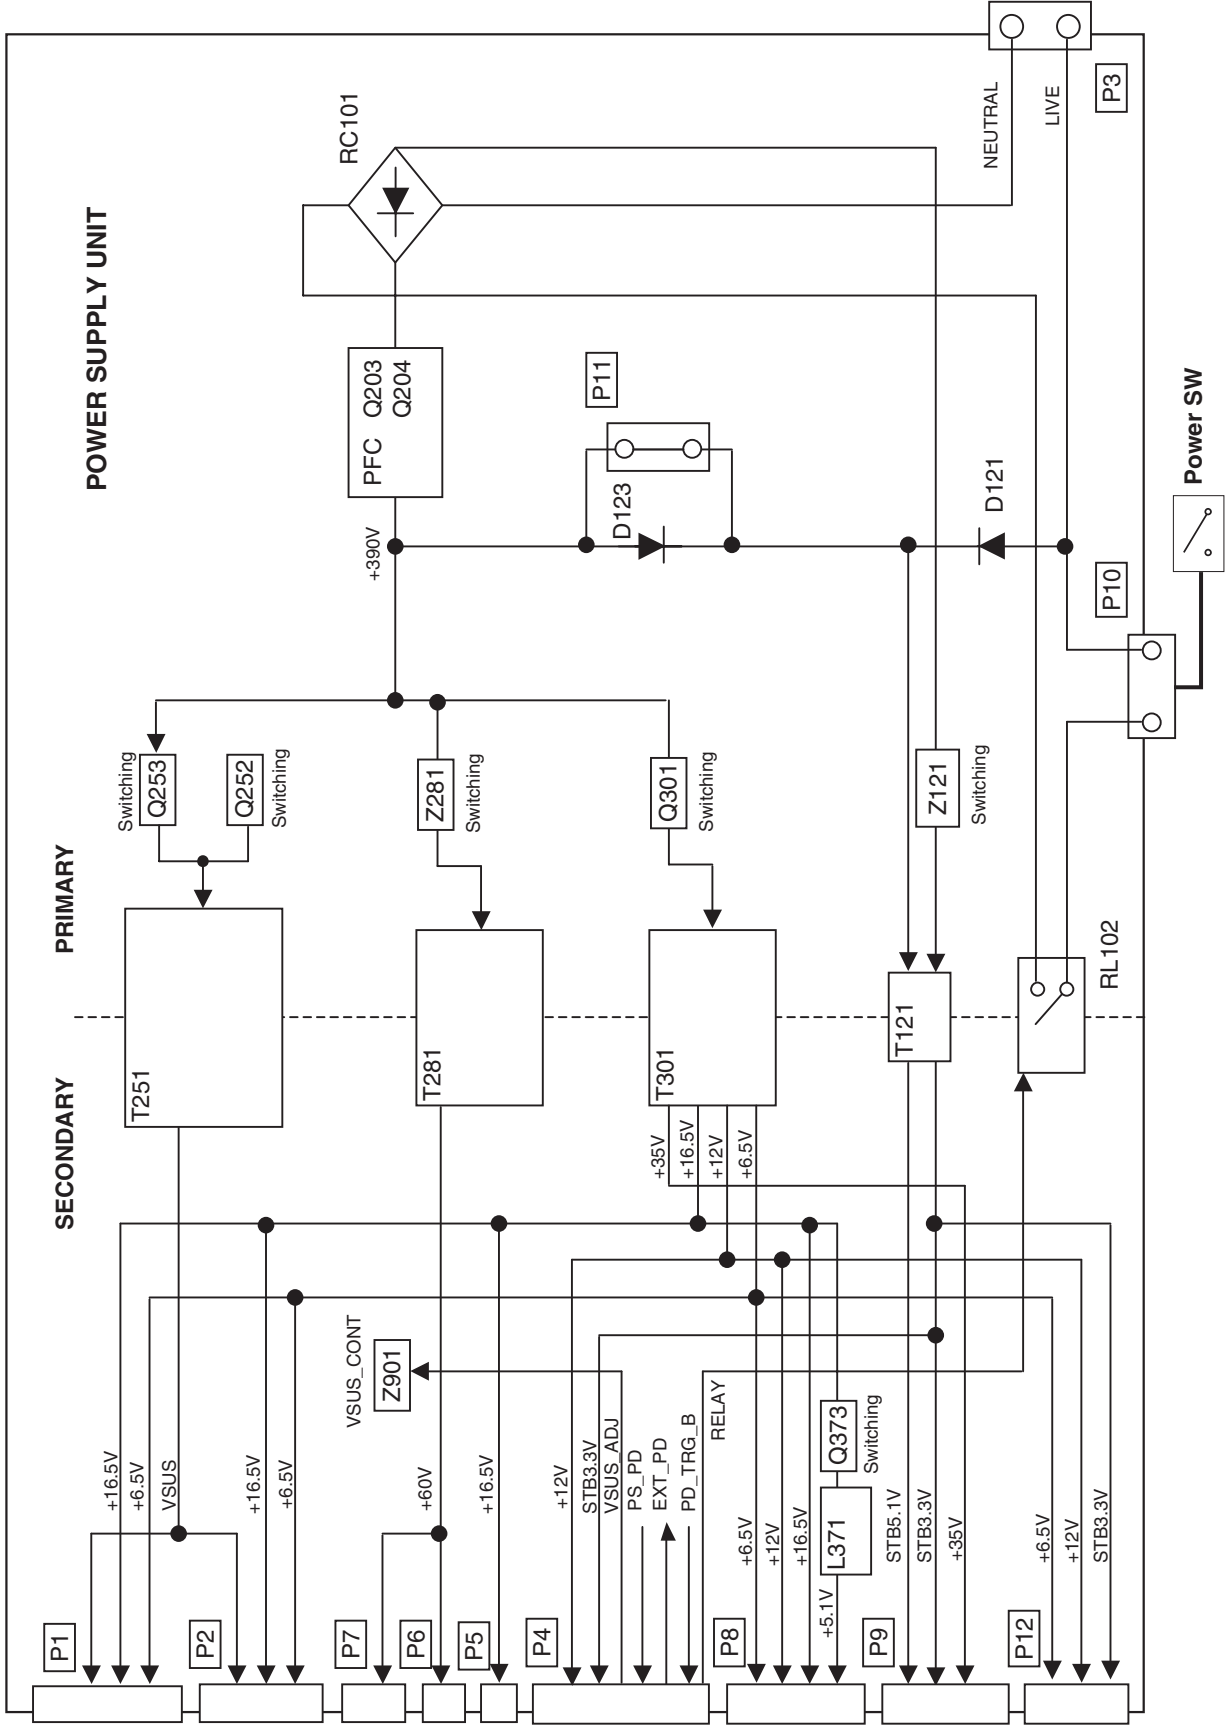 POWER SUPPLY UNIT
SECONDARY
PRIMARY
P1
+16.5V
+6.5V
VSUS
T251
Switching
Q253
Q252
Switching
RC101
P2
+16.5V
+6.5V
VSUS_CONT
Z901
P7
P6
+60V
T281
Z281
Switching
+390V
PFC
Q203
Q204
P5
+16.5V
P4
+12V
STB3.3V
VSUS_ADJ
PS_PD
EXT_PD
PD_TRG_B
RELAY
+35V
+16.5V
+12V
+6.5V
T301
Q301
Switching
D123
P11
P8
+6.5V
+12V
+16.5V
+5.1V
L371
Q373
Switching
P9
STB5.1V
STB3.3V
+35V
T121
Z121
Switching
D121
NEUTRAL
LIVE
P3
P12
+6.5V
+12V
STB3.3V
RL102
P10
Power SW